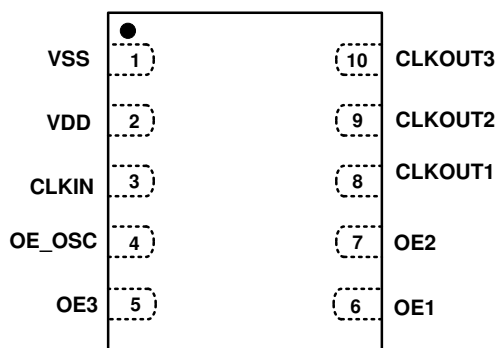 VSS 1 10 CLKOUT3
VDD 2 9 CLKOUT2
CLKIN 3 8 CLKOUT1
OE_OSC 4 7 OE2
OE3 5 6 OE1